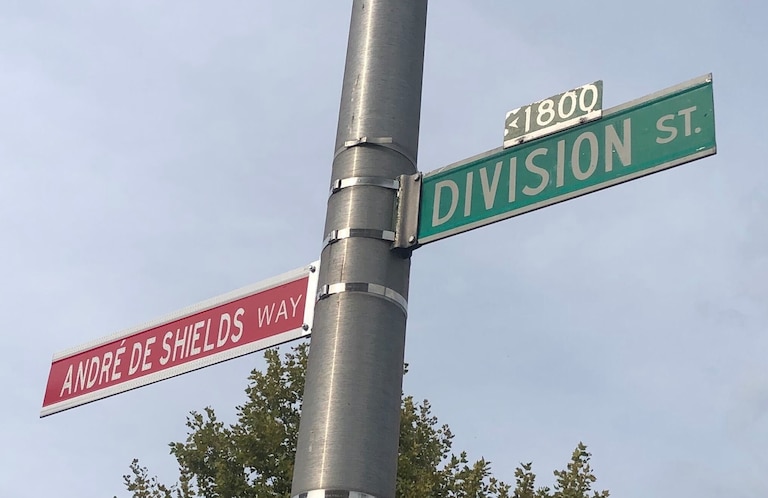 <1800
DIVISION ST.
ANDRÉ DE SHIELDS WAY